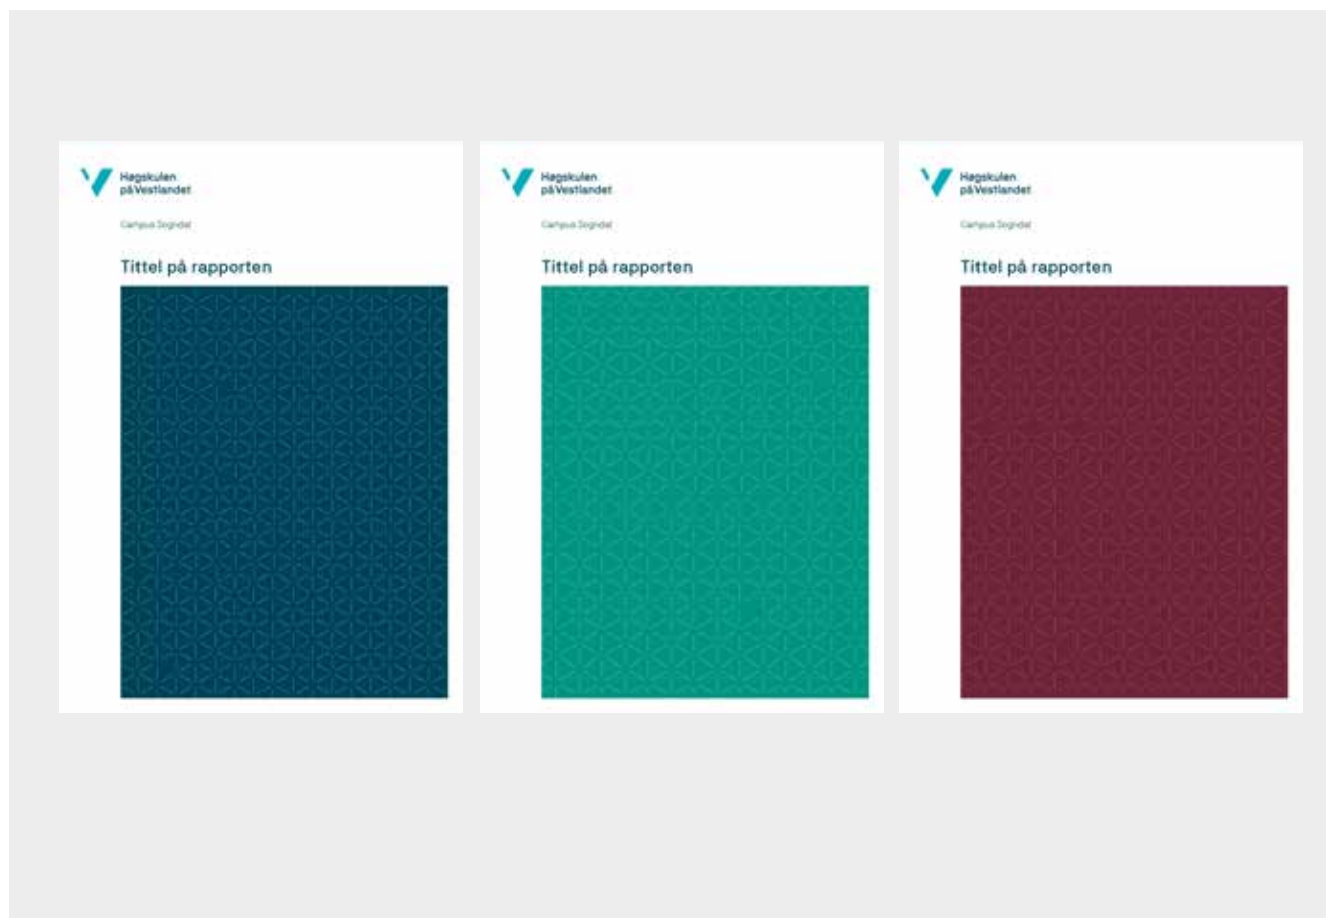 Høgskulen
på Vestlandet
Campus Sogndal
Tittel på rapporten
Høgskulen
på Vestlandet
Campus Sogndal
Tittel på rapporten
Høgskulen
på Vestlandet
Campus Sogndal
Tittel på rapporten